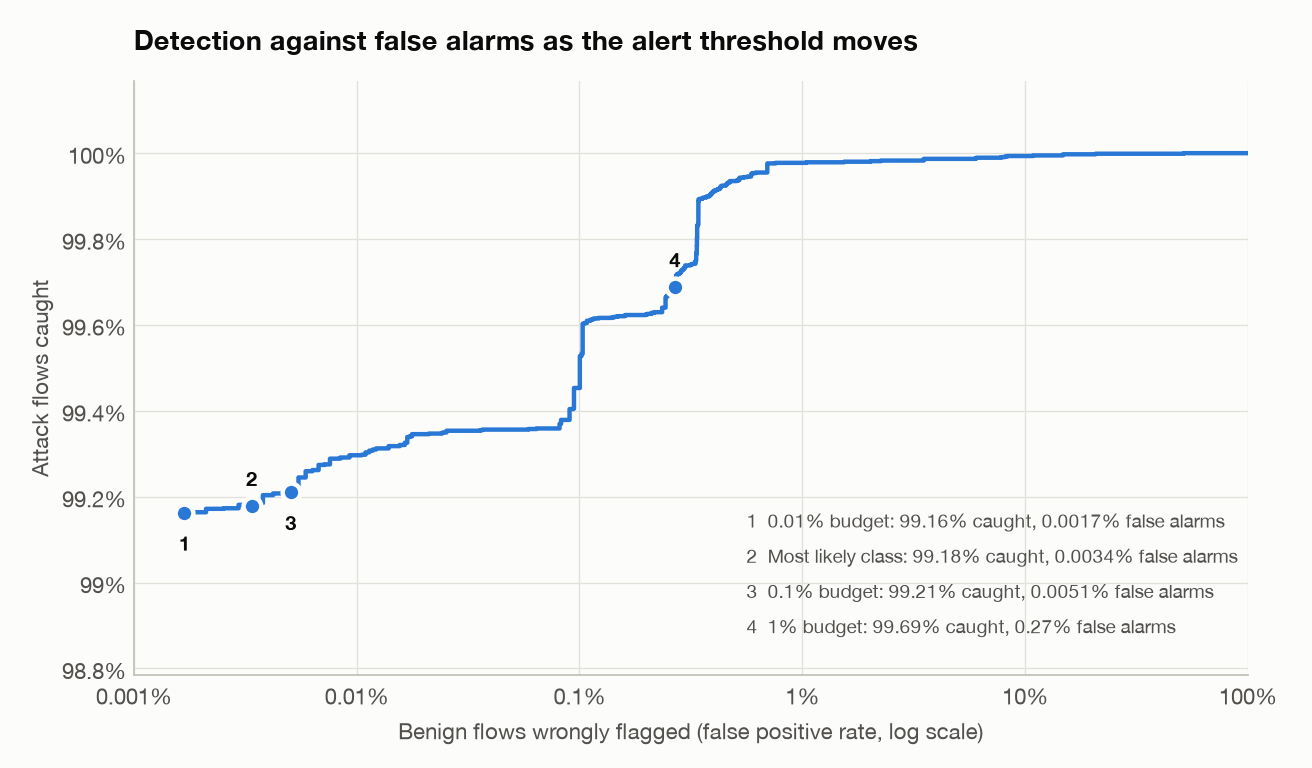 Detection against false alarms as the alert threshold moves
Attack flows caught
100%
99.8%
99.6%
99.4%
99.2%
99%
98.8%
4
2
3
1
1 0.01% budget: 99.16% caught, 0.0017% false alarms
2 Most likely class: 99.18% caught, 0.0034% false alarms
3 0.1% budget: 99.21% caught, 0.0051% false alarms
4 1% budget: 99.69% caught, 0.27% false alarms
0.001% 0.01% 0.1% 1% 10% 100%
Benign flows wrongly flagged (false positive rate, log scale)